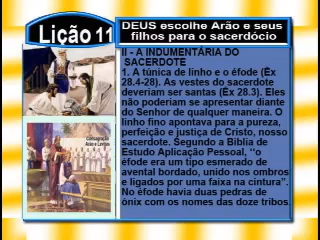 Lição 11
DEUS escolhe Arão e seus
filhos para o sacerdócio
II - A INDUMENTÁRIA DO
SACERDOTE
1. A túnica de linho e o éfode (Êx
28.4-28). As vestes do sacerdote
deveriam ser santas (Êx 28.3). Eles
não poderiam se apresentar diante
do Senhor de qualquer maneira. O
linho fino apontava para a pureza,
perfeição e justiça de Cristo, nosso
sacerdote. Segundo a Bíblia de
Estudo Aplicação Pessoal, “o
éfode era um tipo esmerado de
avental bordado, unido nos ombros
e ligados por uma faixa na cintura”.
No éfode havia duas pedras de
ônix com os nomes das doze tribos.
Consagração
Arão e Levitas